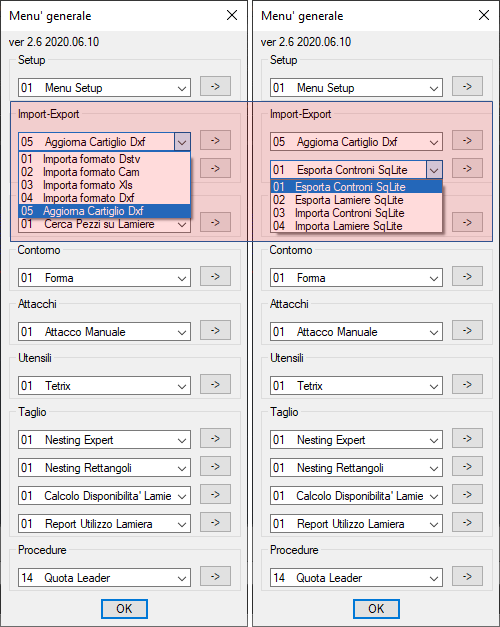 Menu' generale
ver 2.6 2020.06.10
Setup
01 Menu Setup
->
Import-Export
05 Aggiorna Cartiglio Dxf
->
01 Importa formato Dstv
02 Importa formato Cam
03 Importa formato Xls
04 Importa formato Dxf
05 Aggiorna Cartiglio Dxf
->
01 Cerca Pezzi su Lamiere
->
Contorno
01 Forma
->
Attacchi
01 Attacco Manuale
->
Utensili
01 Tetrix
->
Taglio
01 Nesting Expert
->
01 Nesting Rettangoli
->
01 Calcolo Disponibilita' Lamie
->
01 Report Utilizzo Lamiera
->
Procedure
14 Quota Leader
->
OK
Menu' generale
ver 2.6 2020.06.10
Setup
01 Menu Setup
->
Import-Export
05 Aggiorna Cartiglio Dxf
->
01 Esporta Controni SqLite
->
01 Esporta Controni SqLite
02 Esporta Lamiere SqLite
03 Importa Controni SqLite
04 Importa Lamiere SqLite
->
Contorno
01 Forma
->
Attacchi
01 Attacco Manuale
->
Utensili
01 Tetrix
->
Taglio
01 Nesting Expert
->
01 Nesting Rettangoli
->
01 Calcolo Disponibilita' Lamie
->
01 Report Utilizzo Lamiera
->
Procedure
14 Quota Leader
->
OK